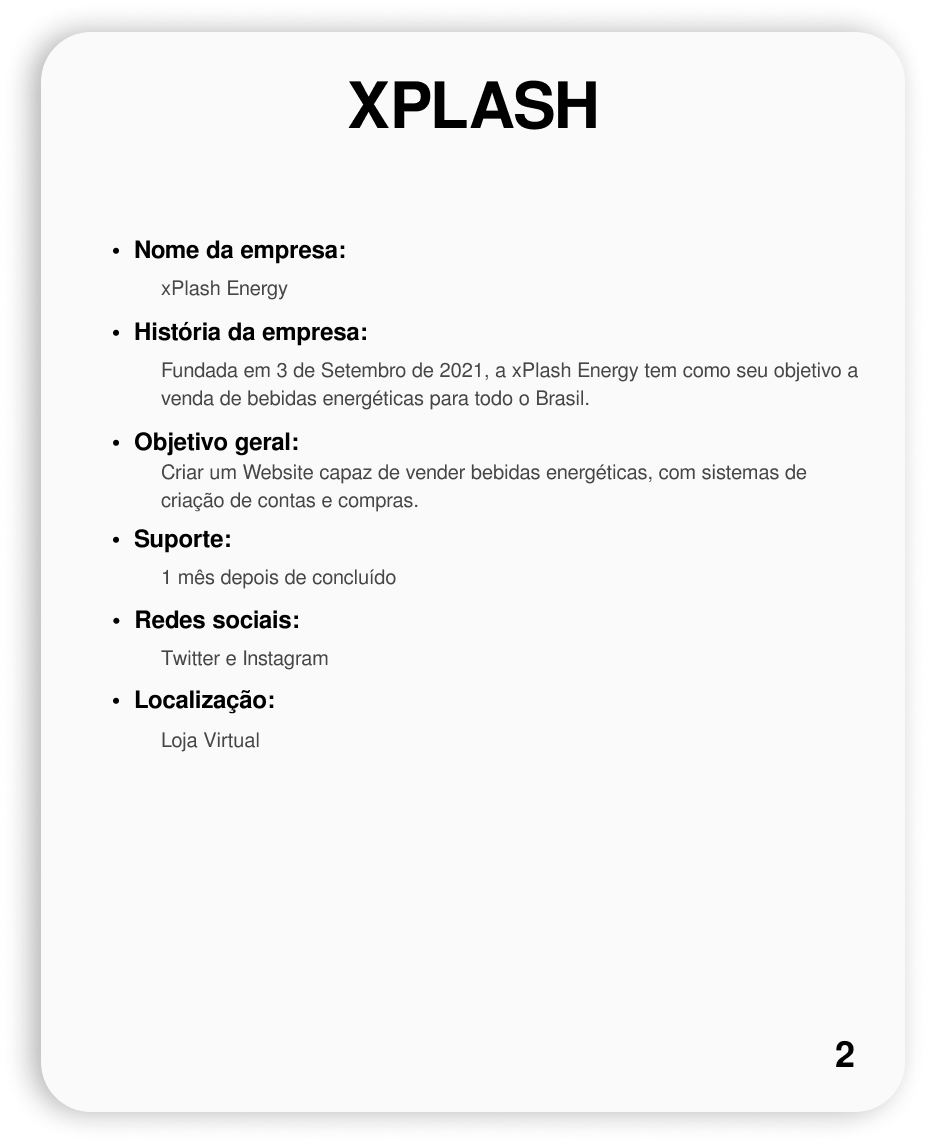 XPLASH
• Nome da empresa:
xPlash Energy
• História da empresa:
Fundada em 3 de Setembro de 2021, a xPlash Energy tem como seu objetivo a
venda de bebidas energéticas para todo o Brasil.
• Objetivo geral:
Criar um Website capaz de vender bebidas energéticas, com sistemas de
criação de contas e compras.
• Suporte:
1 mês depois de concluído
• Redes sociais:
Twitter e Instagram
• Localização:
Loja Virtual
2